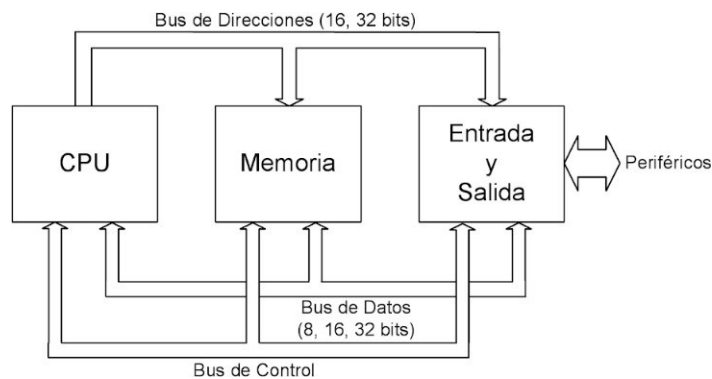 Bus de Direcciones (16, 32 bits)
CPU
Memoria
Entrada
y
Salida
Periféricos
Bus de Datos
(8, 16, 32 bits)
Bus de Control